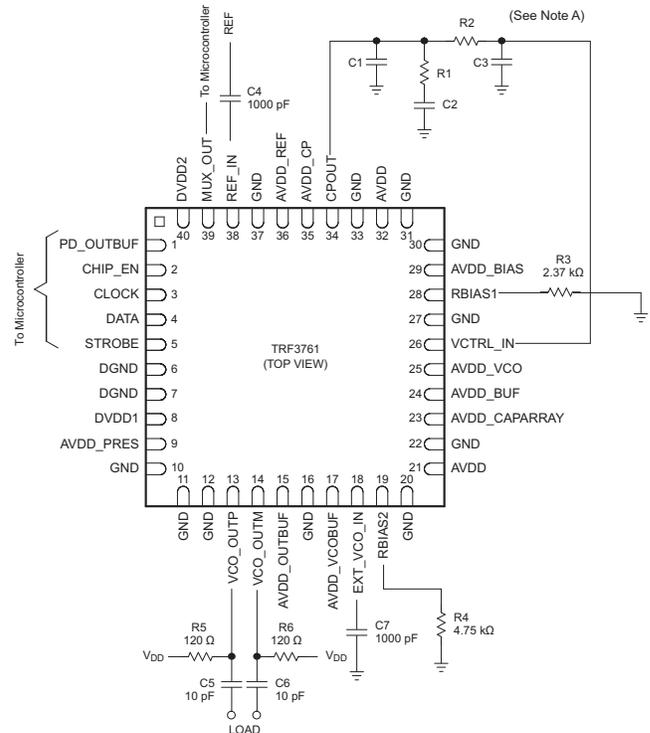 (See Note A)
R2
C1
R1
C3
C2
To Microcontroller
REF
C4
1000 pF
DVDD2
MUX_OUT
REF_IN
GND
AVDD_REF
AVDD_CP
CPOUT
GND
AVDD
GND
40
39
38
37
36
35
34
33
32
31
To Microcontroller
PD_OUTBUF 1
CHIP_EN 2
CLOCK 3
DATA 4
STROBE 5
DGND 6
DGND 7
DVDD1 8
AVDD_PRES 9
GND 10
TRF3761
(TOP VIEW)
30 GND
29 AVDD_BIAS
28 RBIAS1
27 GND
26 VCTRL_IN
25 AVDD_VCO
24 AVDD_BUF
23 AVDD_CAPARRAY
22 GND
21 AVDD
R3
2.37 kΩ
11
12
13
14
15
16
17
18
19
20
GND
GND
VCO_OUTP
VCO_OUTM
AVDD_OUTBUF
GND
AVDD_VCOBUF
EXT_VCO_IN
RBIAS2
GND
R5
120 Ω
R6
120 Ω
VDD
VDD
C5
10 pF
C6
10 pF
LOAD
C7
1000 pF
R4
4.75 kΩ